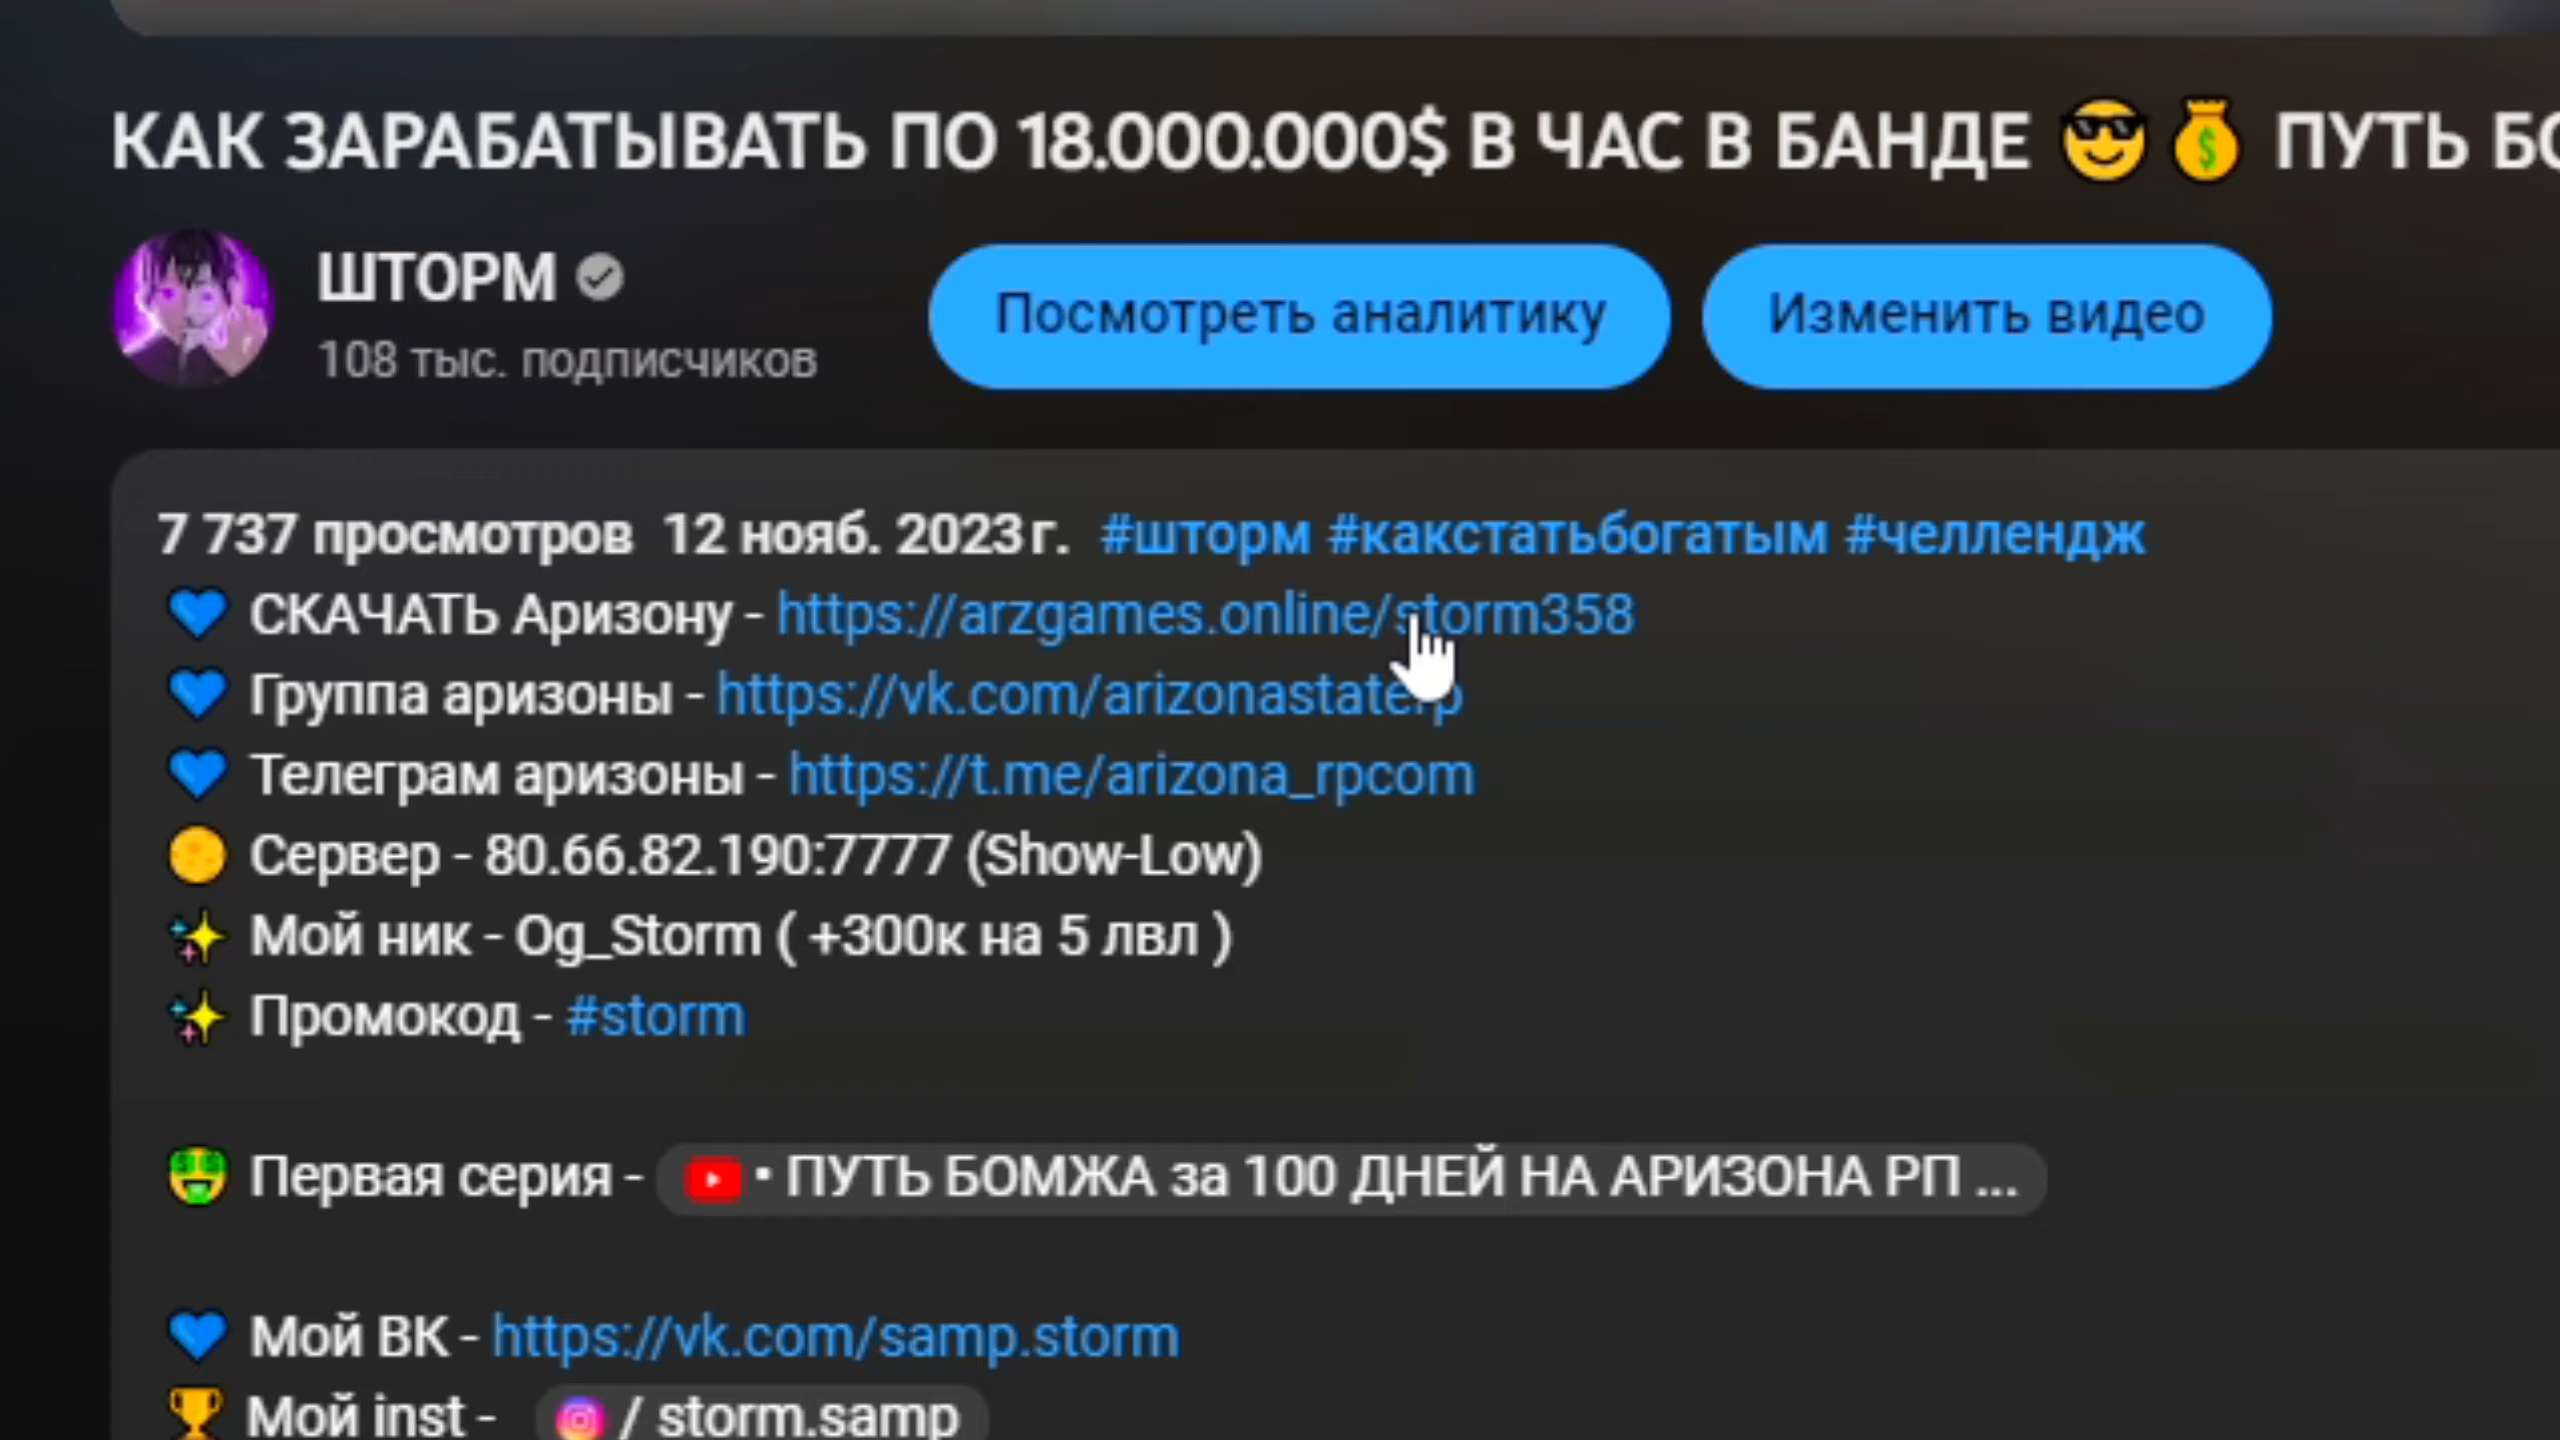 КАК ЗАРАБАТЫВАТЬ ПО 18.000.000$ В ЧАС В БАНДЕ 😎💰 ПУТЬ
ШТОРМ
108 тыс. подписчиков
Посмотреть аналитику
Изменить видео
7 737 просмотров 12 нояб. 2023 г. #шторм #какстатьбогатым #челлендж
💙 СКАЧАТЬ Аризону - https://arzgames.online/storm358
💙 Группа аризоны - https://vk.com/arizonastaterp
💙 Телеграм аризоны - https://t.me/arizona_rpcom
🟡 Сервер - 80.66.82.190:7777 (Show-Low)
✨ Мой ник - Og_Storm ( +300к на 5 лвл )
✨ Промокод - #storm
🤑 Первая серия - • ПУТЬ БОМЖА за 100 ДНЕЙ НА АРИЗОНА РП ...
💙 Мой ВК - https://vk.com/samp.storm
🏆 Мой inst - / storm.samp